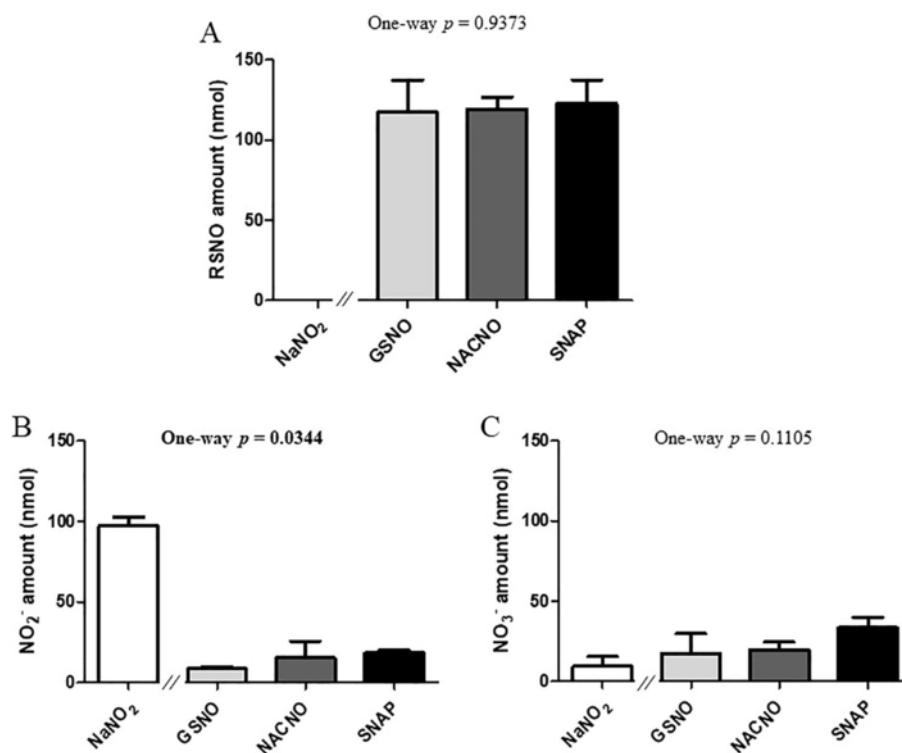 A
One-way p = 0.9373
RSNO amount (nmol)
150
100
50
0
NaNO₂
//
GSNO
NACNO
SNAP
B
One-way p = 0.0344
NO₂⁻ amount (nmol)
150
100
50
0
NaNO₂
//
GSNO
NACNO
SNAP
C
One-way p = 0.1105
NO₃⁻ amount (nmol)
150
100
50
0
NaNO₂
//
GSNO
NACNO
SNAP